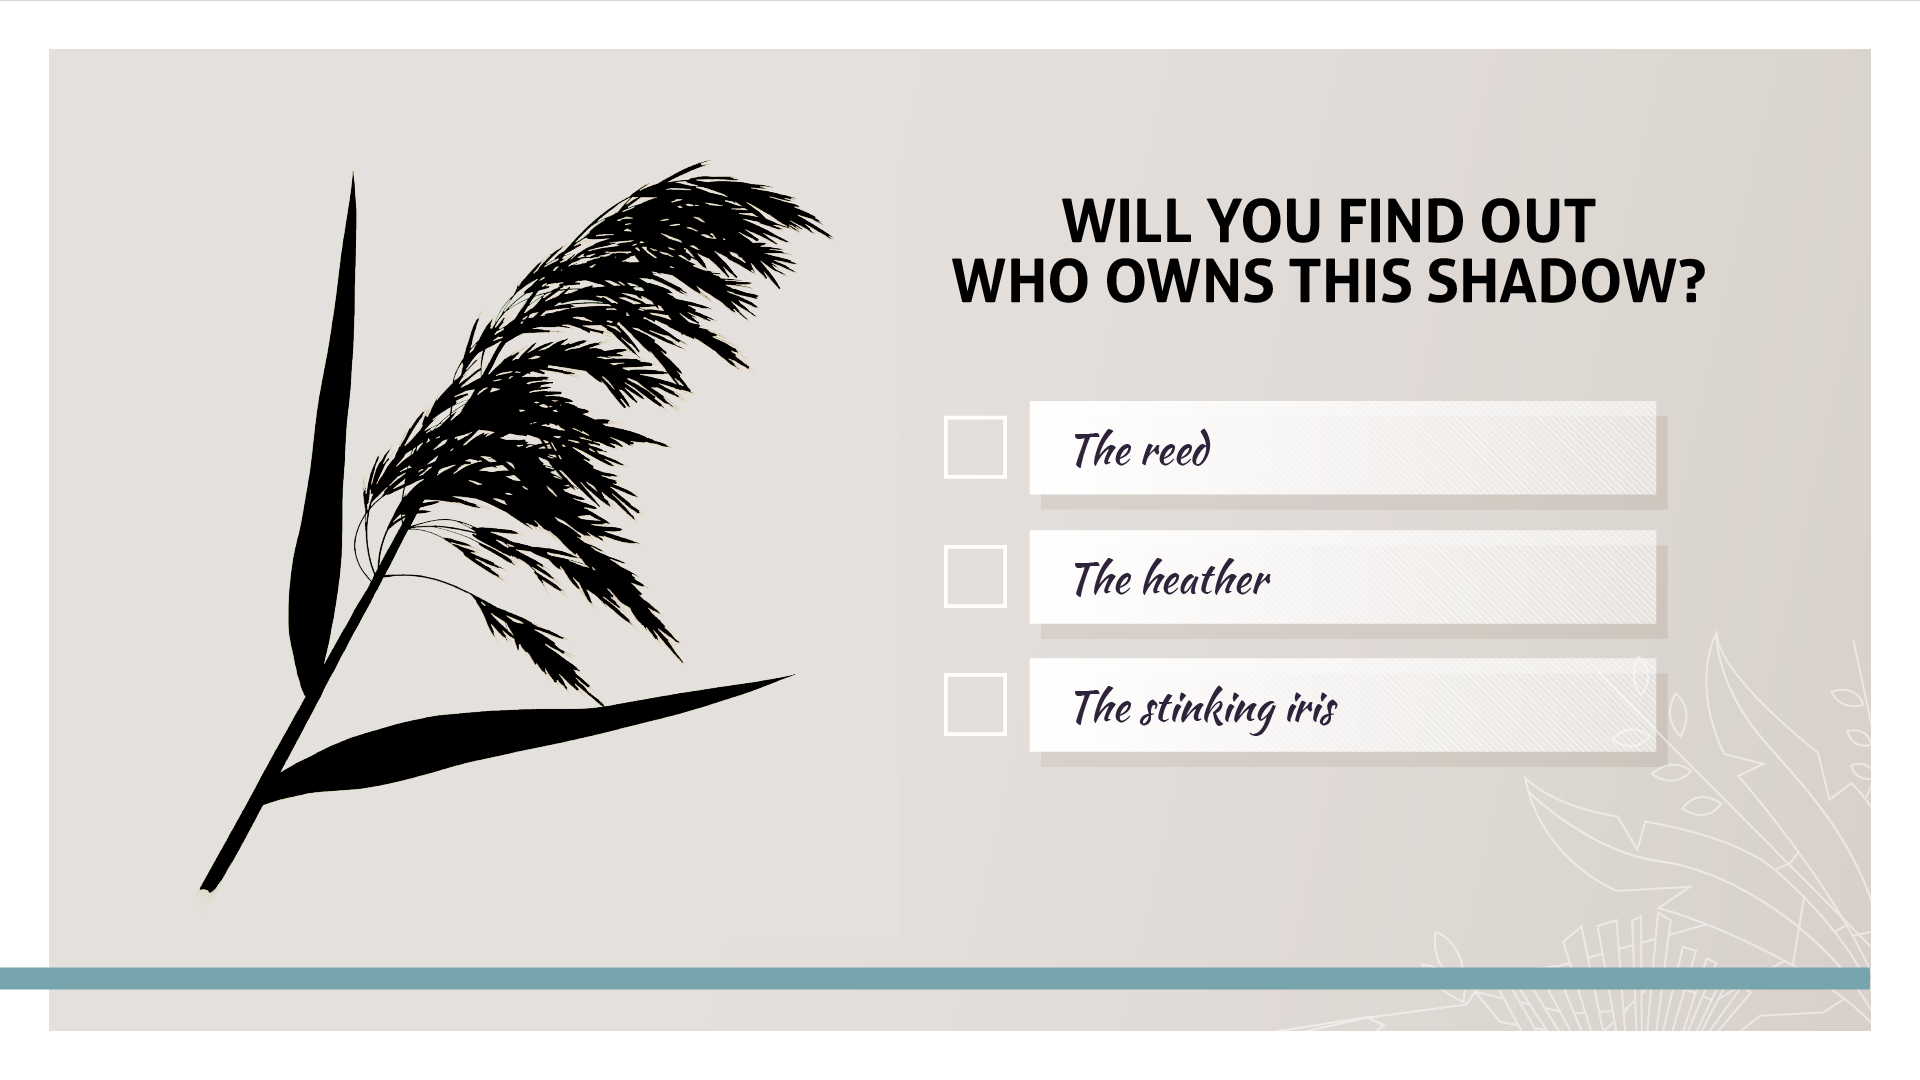 WILL YOU FIND OUT
WHO OWNS THIS SHADOW?
The reed
The heather
The stinking iris